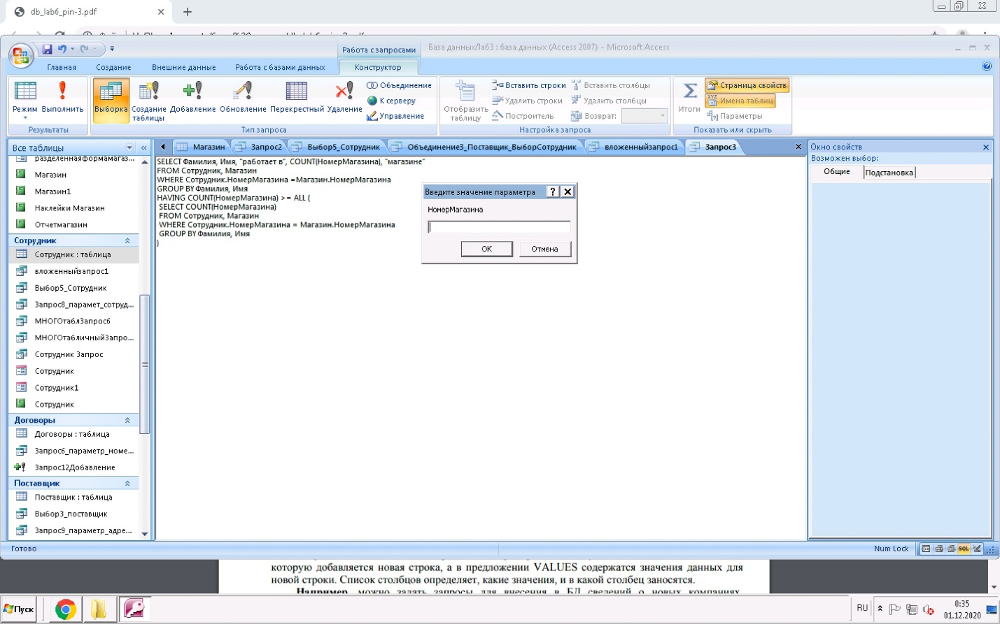 db_lab6_pin-3.pdf
Работа с запросами
База данныхЛаб3 : база данных (Access 2007) - Microsoft Access
Главная
Создание
Внешние данные
Работа с базами данных
Конструктор
Режим
Выполнить
Результаты
Выборка
Создание таблицы
Добавление
Обновление
Перекрестный
Удаление
Объединение
К серверу
Управление
Тип запроса
Отобразить таблицу
Вставить строки
Удалить строки
Построитель
Вставить столбцы
Удалить столбцы
Возврат:
Настройка запроса
Итоги
Страница свойств
Имена таблиц
Параметры
Показать или скрыть
Все таблицы
разделеннаяформамагаз...
Магазин
Магазин1
Наклейки Магазин
Отчетмагазин
Сотрудник
Сотрудник : таблица
вложенныйзапрос1
Выбор5_Сотрудник
Запрос8_парамет_сотруд...
МНОГОтаблЗапрос6
МНОГОтабличныйЗапро...
Сотрудник Запрос
Сотрудник
Сотрудник1
Сотрудник
Договоры
Договоры : таблица
Запрос6_параметр_номе...
Запрос12Добавление
Поставщик
Поставщик : таблица
Выбор3_поставщик
Запрос9_параметр_адре...
Магазин
Запрос2
Выбор5_Сотрудник
Объединение3_Поставщик_ВыборСотрудник
вложенныйзапрос1
Запрос3
SELECT Фамилия, Имя, "работает в", COUNT(НомерМагазина), "магазине"
FROM Сотрудник, Магазин
WHERE Сотрудник.НомерМагазина =Магазин.НомерМагазина
GROUP BY Фамилия, Имя
HAVING COUNT(НомерМагазина) >= ALL (
SELECT COUNT(НомерМагазина)
FROM Сотрудник, Магазин
WHERE Сотрудник.НомерМагазина = Магазин.НомерМагазина
GROUP BY Фамилия, Имя
)
Введите значение параметра
НомерМагазина
ОК
Отмена
Окно свойств
Возможен выбор:
Общие
Подстановка
Готово
Num Lock
SQL
которую добавляется новая строка, а в предложении VALUES содержатся значения данных для
новой строки. Список столбцов определяет, какие значения, и в какой столбец заносятся.
Например, можно задать запросы для внесения в БД сведений о новых компаниях,
Пуск
RU
0:35
01.12.2020